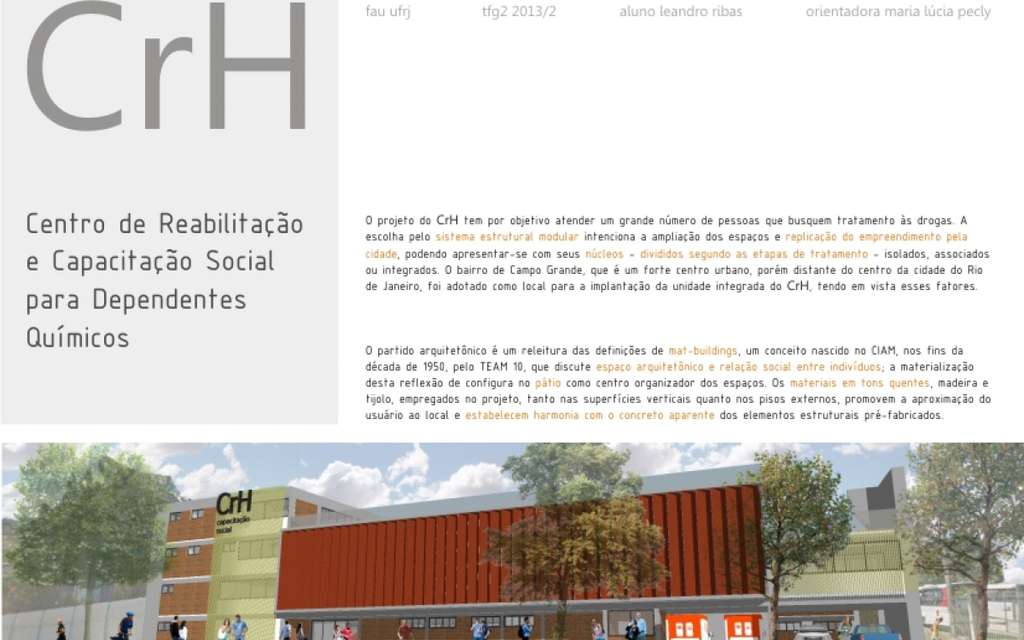 CrH
fau ufrj tfg2 2013/2 aluno leandro ribas orientadora maria lúcia pecly
Centro de Reabilitação
e Capacitação Social
para Dependentes
Químicos
O projeto do CrH tem por objetivo atender um grande número de pessoas que busquem tratamento às drogas. A
escolha pelo sistema estrutural modular intenciona a ampliação dos espaços e replicação do empreendimento pela
cidade, podendo apresentar-se com seus núcleos - divididos segundo as etapas de tratamento - isolados, associados
ou integrados. O bairro de Campo Grande, que é um forte centro urbano, porém distante do centro da cidade do Rio
de Janeiro, foi adotado como local para a implantação da unidade integrada do CrH, tendo em vista esses fatores.
O partido arquitetônico é um releitura das definições de mat-buildings, um conceito nascido no CIAM, nos fins da
década de 1950, pelo TEAM 10, que discute espaço arquitetônico e relação social entre indivíduos; a materialização
desta reflexão de configura no pátio como centro organizador dos espaços. Os materiais em tons quentes, madeira e
tijolo, empregados no projeto, tanto nas superfícies verticais quanto nos pisos externos, promovem a aproximação do
usuário ao local e estabelecem harmonia com o concreto aparente dos elementos estruturais pré-fabricados.
CrH
capacitação
social